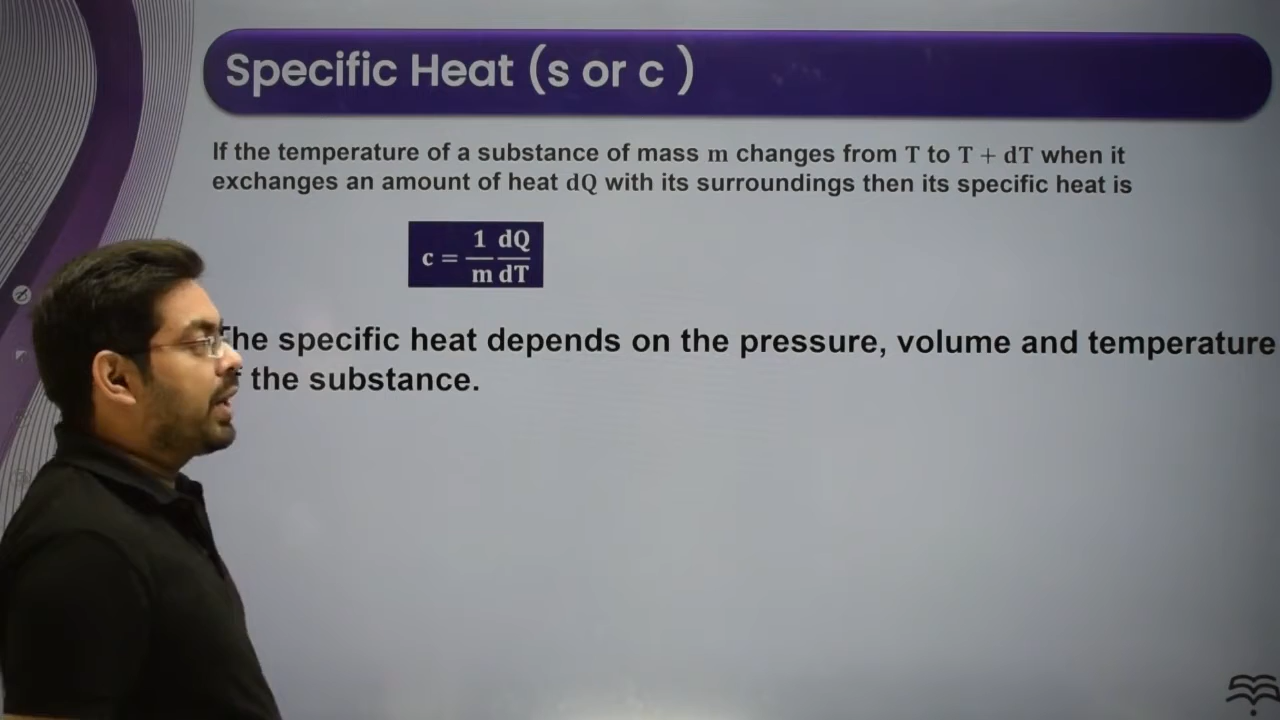 Specific Heat (s or c )
If the temperature of a substance of mass m changes from T to T + dT when it
exchanges an amount of heat dQ with its surroundings then its specific heat is
c = 1/m dQ/dT
The specific heat depends on the pressure, volume and temperature
the substance.